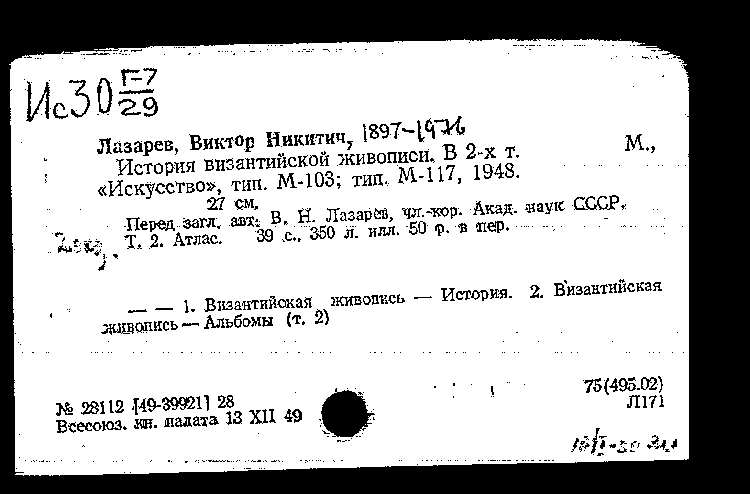 Ис30 Г-7
29
Лазарев, Виктор Никитич, 1897-1976
История византийской живописи. В 2-х т. М.,
«Искусство», тип. М-103; тип. М-117, 1948.
27 см.
Перед загл. авт: В. Н. Лазарев, чл.-кор. Акад. наук СССР.
Т. 2. Атлас. 39 с., 350 л. илл. 50 р. в пер.
— — 1. Византийская живопись — История. 2. Византийская
живопись — Альбомы (т. 2)
75(495.02)
№ 28112 [49-39921] 28
Л171
Всесоюз. кн. палата 13 XII 49